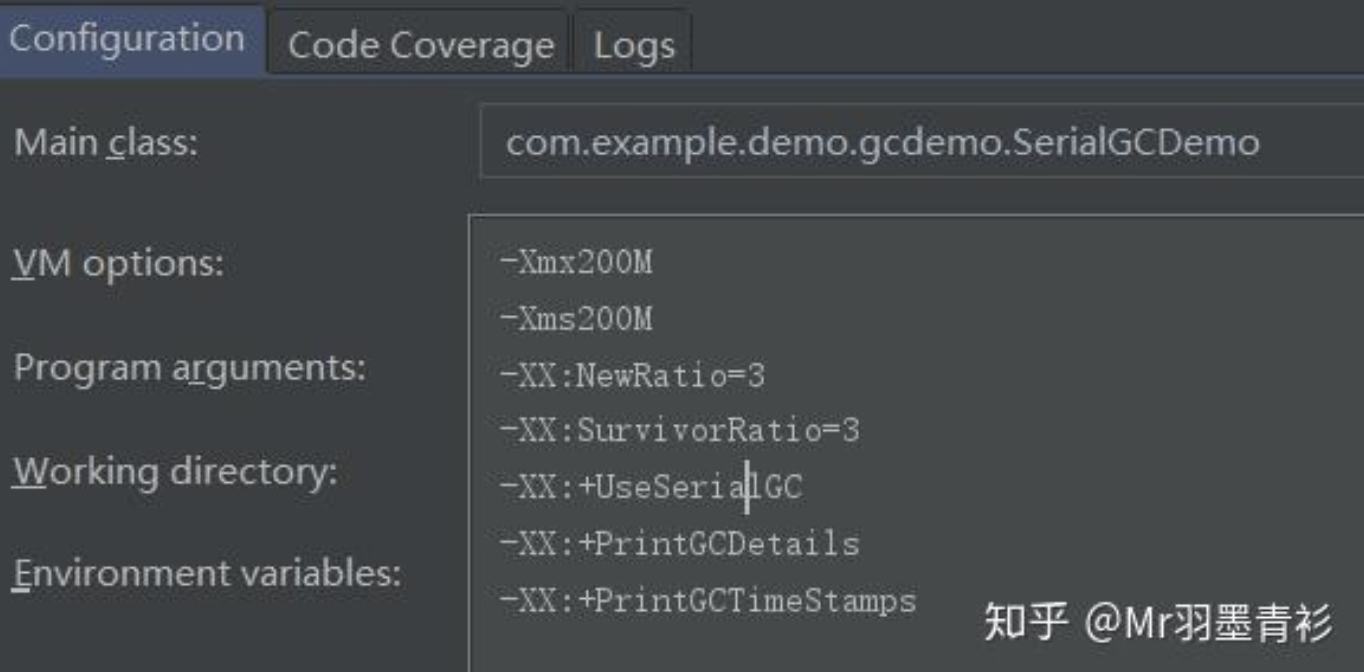 Configuration Code Coverage Logs
Main class: com.example.demo.gcdemo.SerialGCDemo
VM options: -Xmx200M
-Xms200M
Program arguments: -XX:NewRatio=3
-XX:SurvivorRatio=3
Working directory: -XX:+UseSerialGC
-XX:+PrintGCDetails
Environment variables: -XX:+PrintGCTimeStamps
知乎 @Mr羽墨青衫